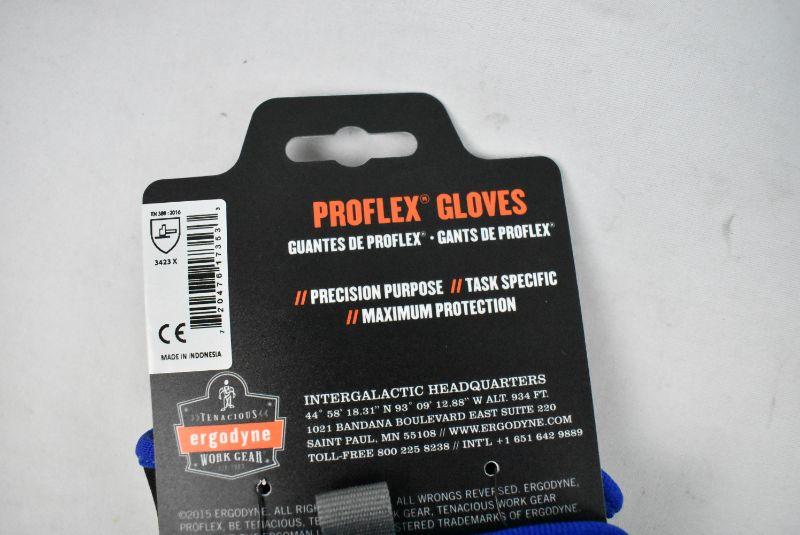 PROFLEX® GLOVES
GUANTES DE PROFLEX® • GANTS DE PROFLEX®
// PRECISION PURPOSE // TASK SPECIFIC
// MAXIMUM PROTECTION
EN 388 : 2016
3423 X
CE
MADE IN INDONESIA
7 20476 17353 3
TENACIOUS
ergodyne
WORK GEAR
INTERGALACTIC HEADQUARTERS
44° 58' 18.31" N 93° 09' 12.88" W ALT. 934 FT.
1021 BANDANA BOULEVARD EAST SUITE 220
SAINT PAUL, MN 55108 // WWW.ERGODYNE.COM
TOLL-FREE 800 225 8238 // INT'L +1 651 642 9889
©2015 ERGODYNE. ALL ALL WRONGS REVERSED. ERGODYNE,
PROFLEX, BE TENACIOUS, GEAR, TENACIOUS WORK GEAR
TRADEMARKS OF ERGODYNE.